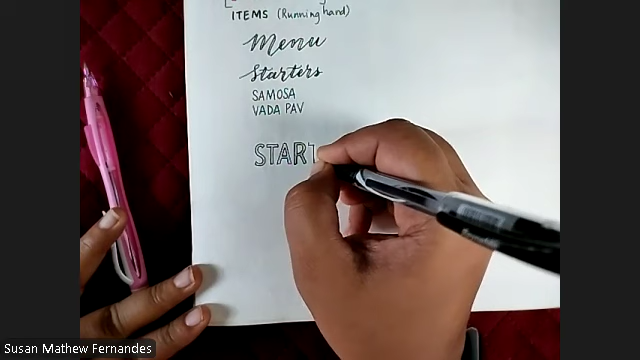 ITEMS (Running hand)
Menu
Starters
SAMOSA
VADA PAV
START
Susan Mathew Fernandes